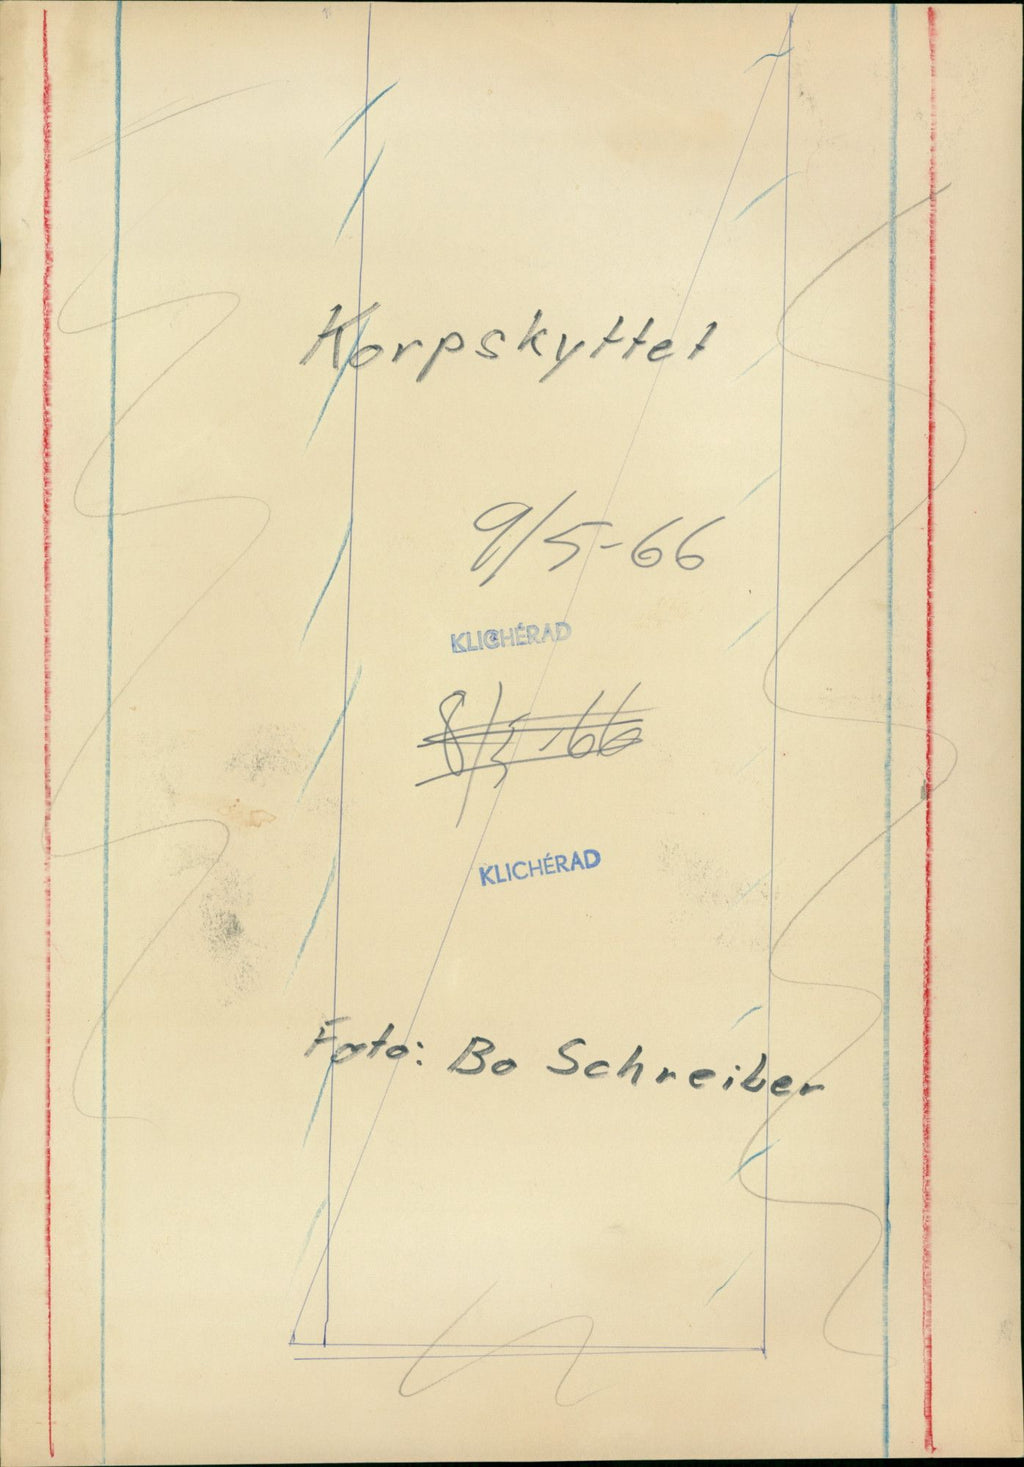 Korpskyttet
9/5-66
KLICHÉRAD
8/5-66
KLICHÉRAD
Foto: Bo Schreiber